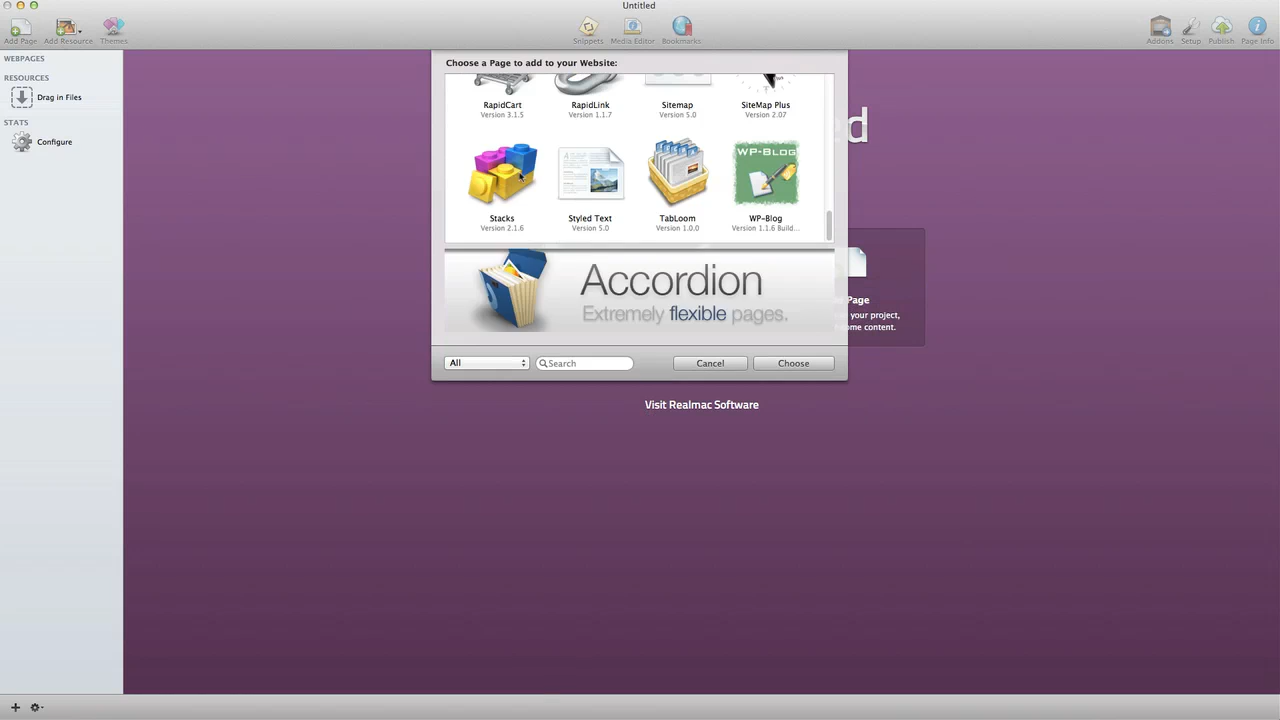 Untitled
Add Page
Add Resource
Themes
Snippets
Media Editor
Bookmarks
Addons
Setup
Publish
Page Info
WEBPAGES
RESOURCES
Drag in Files
STATS
Configure
Choose a Page to add to your Website:
RapidCart
Version 3.1.5
RapidLink
Version 1.1.7
Sitemap
Version 5.0
SiteMap Plus
Version 2.07
WP-BLOG
Stacks
Version 2.1.6
Styled Text
Version 5.0
TabLoom
Version 1.0.0
WP-Blog
Version 1.1.6 Build...
Accordion
Extremely flexible pages.
All
Search
Cancel
Choose
Page
your project,
content.
Visit Realmac Software